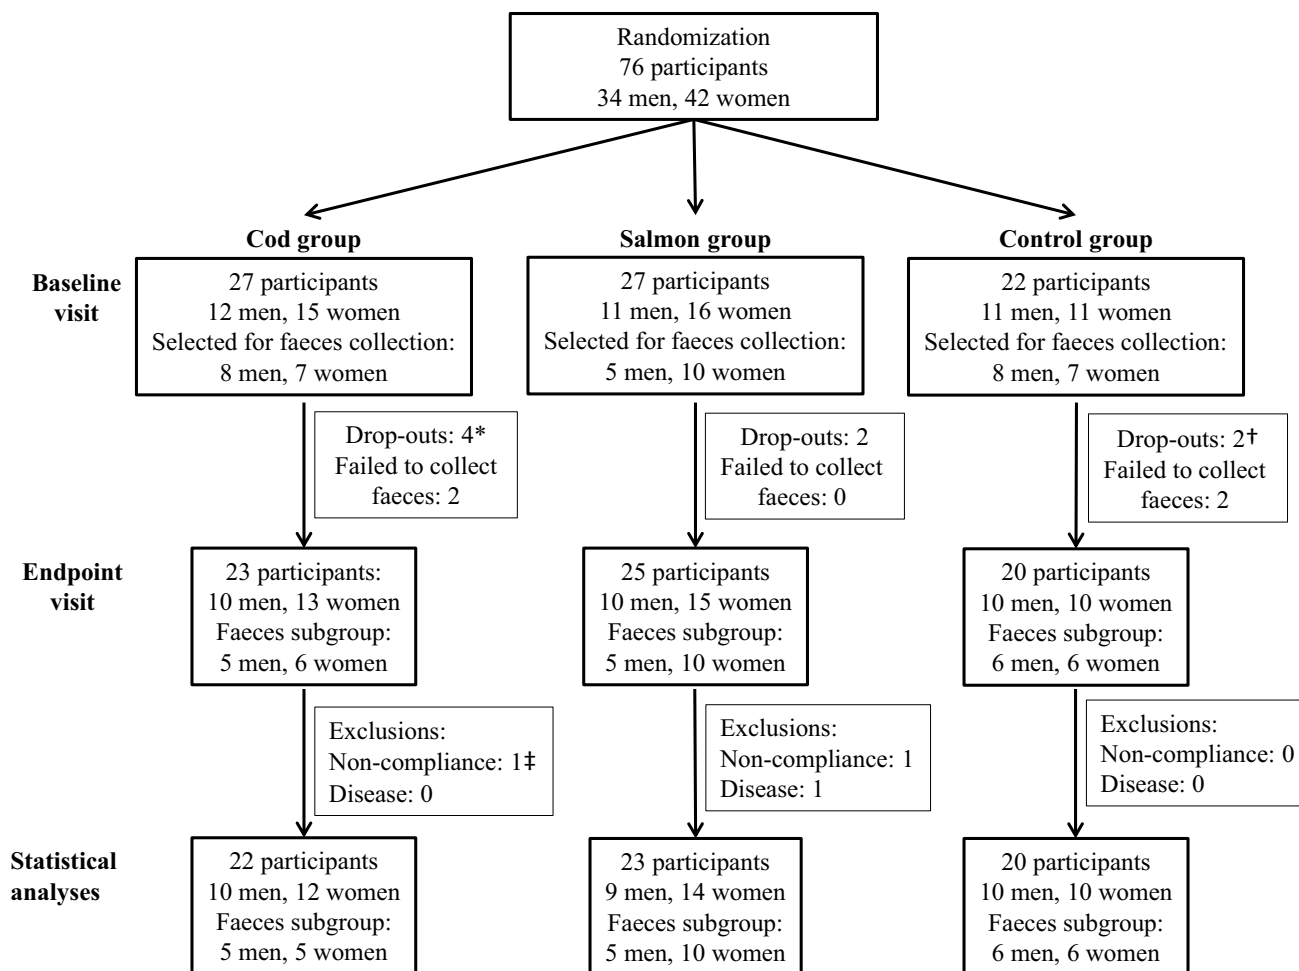 Randomization
76 participants
34 men, 42 women
Cod group
Salmon group
Control group
Baseline
visit
27 participants
12 men, 15 women
Selected for faeces collection:
8 men, 7 women
27 participants
11 men, 16 women
Selected for faeces collection:
5 men, 10 women
22 participants
11 men, 11 women
Selected for faeces collection:
8 men, 7 women
Drop-outs: 4*
Failed to collect
faeces: 2
Drop-outs: 2
Failed to collect
faeces: 0
Drop-outs: 2†
Failed to collect
faeces: 2
Endpoint
visit
23 participants:
10 men, 13 women
Faeces subgroup:
5 men, 6 women
25 participants
10 men, 15 women
Faeces subgroup:
5 men, 10 women
20 participants
10 men, 10 women
Faeces subgroup:
6 men, 6 women
Exclusions:
Non-compliance: 1‡
Disease: 0
Exclusions:
Non-compliance: 1
Disease: 1
Exclusions:
Non-compliance: 0
Disease: 0
Statistical
analyses
22 participants
10 men, 12 women
Faeces subgroup:
5 men, 5 women
23 participants
9 men, 14 women
Faeces subgroup:
5 men, 10 women
20 participants
10 men, 10 women
Faeces subgroup:
6 men, 6 women